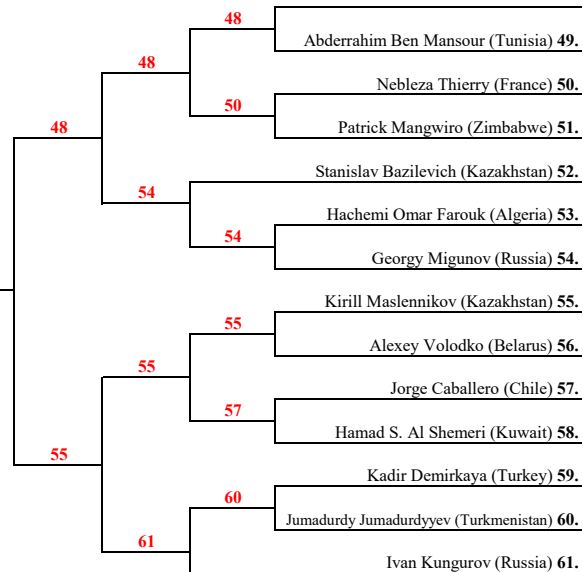 48
Abderrahim Ben Mansour (Tunisia) 49.
48
Nebleza Thierry (France) 50.
50
Patrick Mangwiro (Zimbabwe) 51.
48
Stanislav Bazilevich (Kazakhstan) 52.
54
Hachemi Omar Farouk (Algeria) 53.
54
Georgy Migunov (Russia) 54.
Kirill Maslennikov (Kazakhstan) 55.
55
Alexey Volodko (Belarus) 56.
55
Jorge Caballero (Chile) 57.
57
Hamad S. Al Shemeri (Kuwait) 58.
55
Kadir Demirkaya (Turkey) 59.
60
Jumadurdy Jumadurdyyev (Turkmenistan) 60.
61
Ivan Kungurov (Russia) 61.